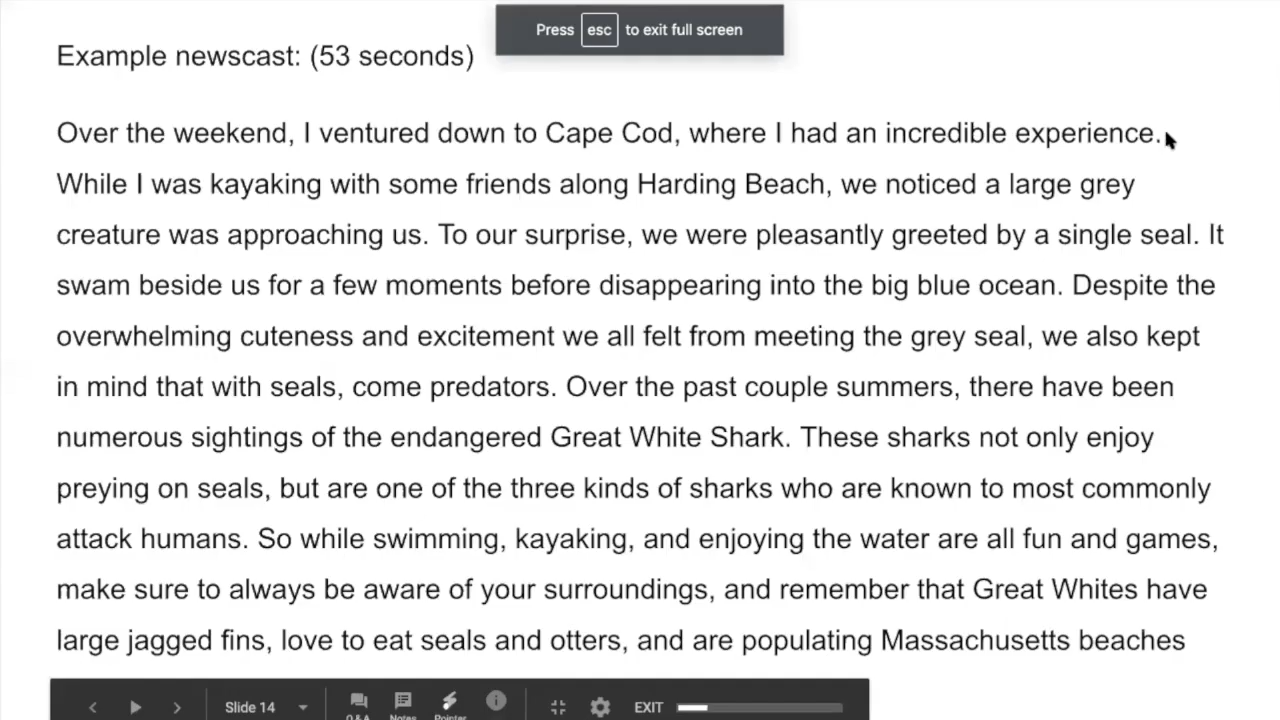 Press esc to exit full screen
Example newscast: (53 seconds)
Over the weekend, I ventured down to Cape Cod, where I had an incredible experience.
While I was kayaking with some friends along Harding Beach, we noticed a large grey
creature was approaching us. To our surprise, we were pleasantly greeted by a single seal. It
swam beside us for a few moments before disappearing into the big blue ocean. Despite the
overwhelming cuteness and excitement we all felt from meeting the grey seal, we also kept
in mind that with seals, come predators. Over the past couple summers, there have been
numerous sightings of the endangered Great White Shark. These sharks not only enjoy
preying on seals, but are one of the three kinds of sharks who are known to most commonly
attack humans. So while swimming, kayaking, and enjoying the water are all fun and games,
make sure to always be aware of your surroundings, and remember that Great Whites have
large jagged fins, love to eat seals and otters, and are populating Massachusetts beaches
Slide 14 Q&A Notes Pointer EXIT